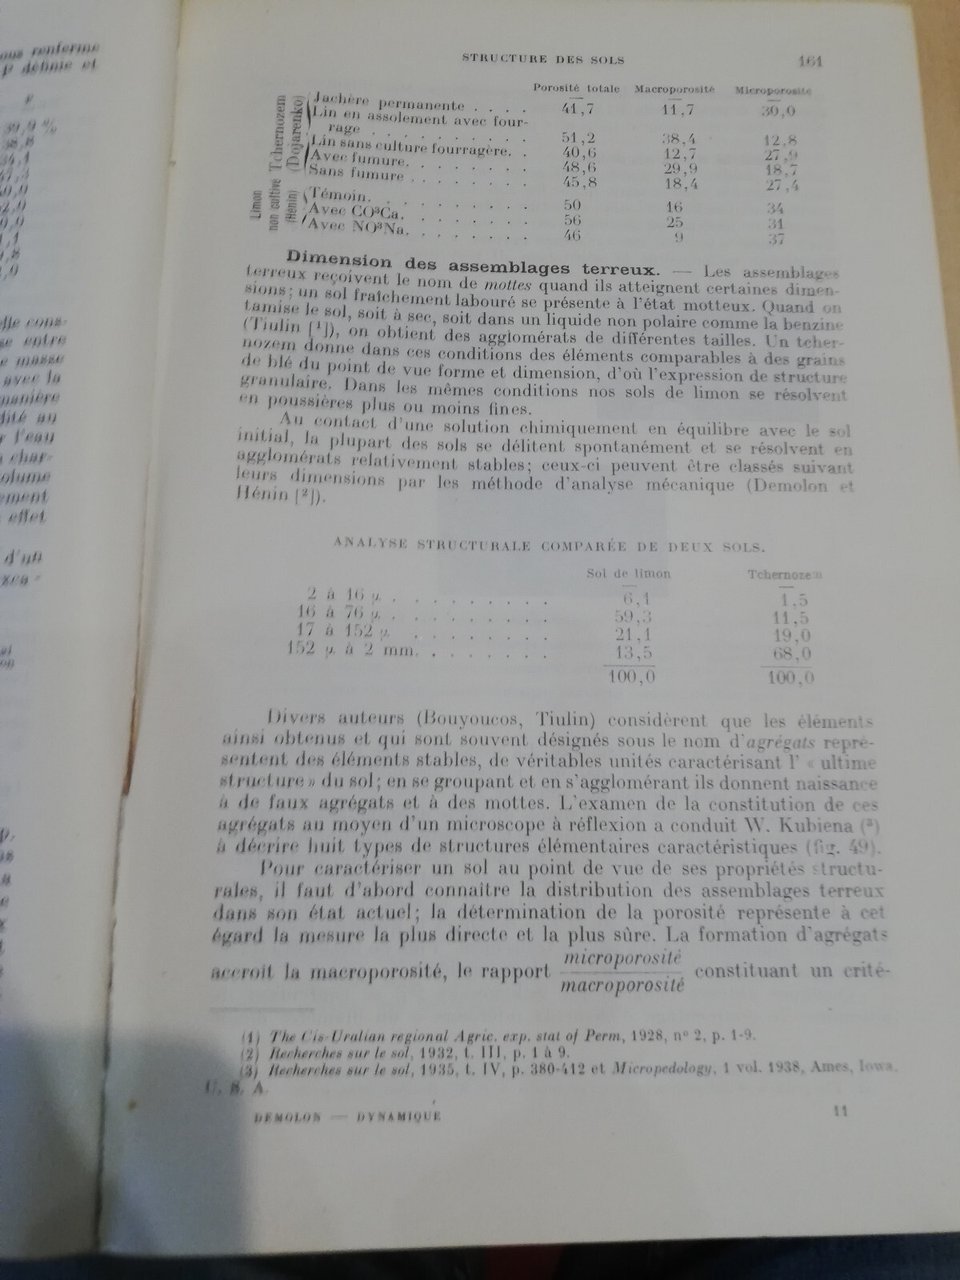 ous renferme
définie et
39,9 %
STRUCTURE DES SOLS 161
Porosité totale Macroporosité Microporosité
Tchernozem (Dojarenko)
Jachère permanente . . . . 41,7 11,7 30,0
Lin en assolement avec four-
rage . . . . . . . . . 51,2 38,4 12,8
Lin sans culture fourragère. . 40,6 12,7 27,9
Avec fumure. . . . . . . 48,6 29,9 18,7
Sans fumure . . . . . . . 45,8 18,4 27,4
Limon non cultivé (Hénin)
Témoin. . . . . . . . . 50 16 34
Avec CO³Ca. . . . . . . 56 25 31
Avec NO³Na. . . . . . . 46 9 37
Dimension des assemblages terreux. — Les assemblages
terreux reçoivent le nom de mottes quand ils atteignent certaines dimen-
sions; un sol fraîchement labouré se présente à l'état motteux. Quand on
tamise le sol, soit à sec, soit dans un liquide non polaire comme la benzine
(Tiulin [¹]), on obtient des agglomérats de différentes tailles. Un tcher-
nozem donne dans ces conditions des éléments comparables à des grains
de blé du point de vue forme et dimension, d'où l'expression de structure
granulaire. Dans les mêmes conditions nos sols de limon se résolvent
en poussières plus ou moins fines.
Au contact d'une solution chimiquement en équilibre avec le sol
initial, la plupart des sols se délitent spontanément et se résolvent en
agglomérats relativement stables; ceux-ci peuvent être classés suivant
leurs dimensions par les méthode d'analyse mécanique (Demolon et
Hénin [²]).
ANALYSE STRUCTURALE COMPARÉE DE DEUX SOLS.
Sol de limon Tchernozem
2 à 16 µ . . . . . . . . . 6,1 1,5
16 à 76 µ . . . . . . . . . 59,3 11,5
17 à 152 µ . . . . . . . . 21,1 19,0
152 µ à 2 mm. . . . . . . . 13,5 68,0
100,0 100,0
Divers auteurs (Bouyoucos, Tiulin) considèrent que les éléments
ainsi obtenus et qui sont souvent désignés sous le nom d'agrégats repré-
sentent des éléments stables, de véritables unités caractérisant l' « ultime
structure » du sol; en se groupant et en s'agglomérant ils donnent naissance
à de faux agrégats et à des mottes. L'examen de la constitution de ces
agrégats au moyen d'un microscope à réflexion a conduit W. Kubiena (³)
à décrire huit types de structures élémentaires caractéristiques (fig. 49).
Pour caractériser un sol au point de vue de ses propriétés structu-
rales, il faut d'abord connaître la distribution des assemblages terreux
dans son état actuel; la détermination de la porosité représente à cet
égard la mesure la plus directe et la plus sûre. La formation d'agrégats
accroît la macroporosité, le rapport microporosité / macroporosité constituant un crité-
(1) The Cis-Uralian regional Agric. exp. stat of Perm, 1928, n° 2, p. 1-9.
(2) Recherches sur le sol, 1932, t. III, p. 1 à 9.
(3) Recherches sur le sol, 1935, t. IV, p. 380-412 et Micropedology, 1 vol. 1938, Ames, Iowa,
U. S. A.
DEMOLON — DYNAMIQUE 11